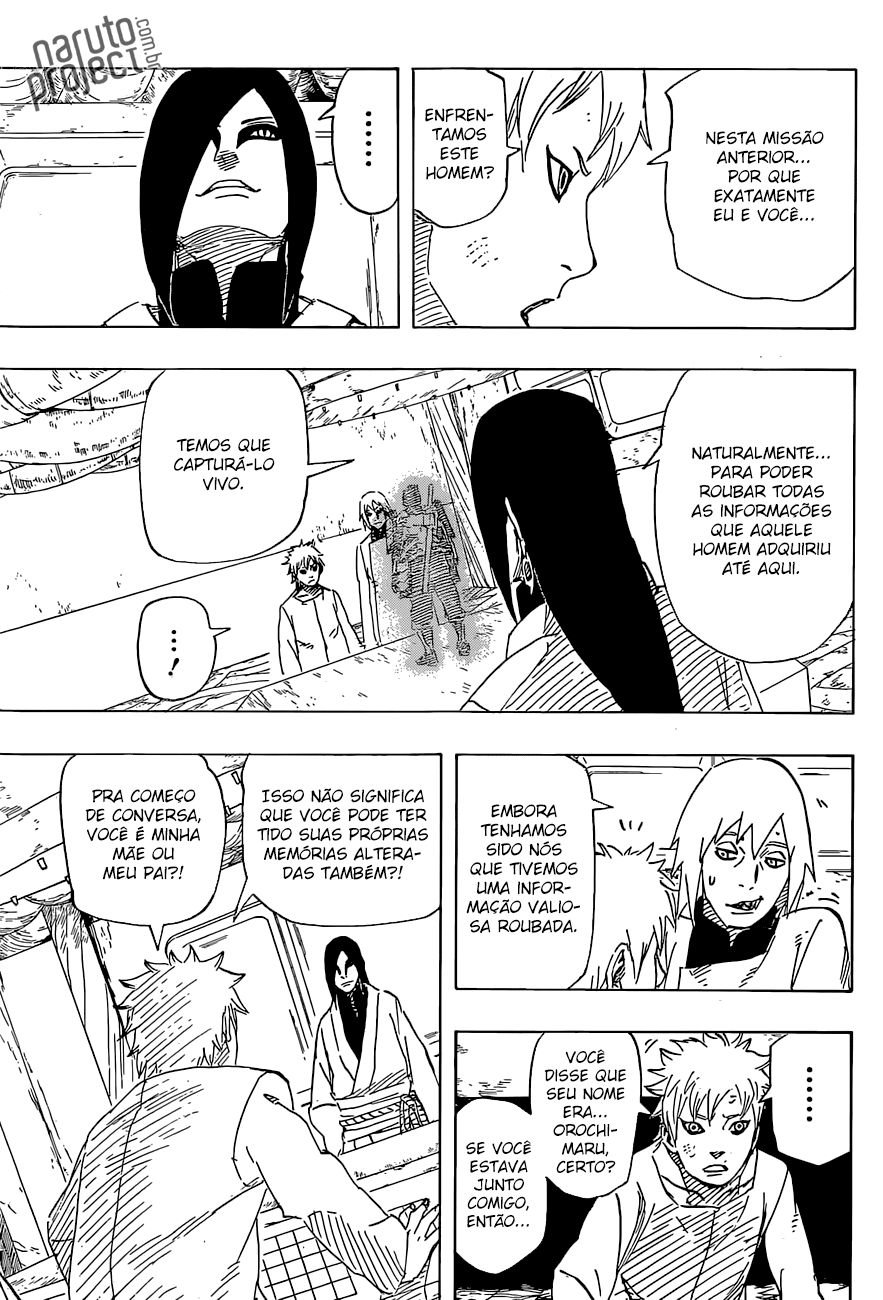 naruto
project
.com.br
NESTA MISSÃO
ANTERIOR...
POR QUE
EXATAMENTE
EU E VOCÊ...
ENFREN-
TAMOS
ESTE
HOMEM?
......
NATURALMENTE...
PARA PODER
ROUBAR TODAS
AS INFORMAÇÕES
QUE AQUELE
HOMEM ADQUIRIU
ATÉ AQUI.
TEMOS QUE
CAPTURÁ-LO
VIVO.
...!
EMBORA
TENHAMOS
SIDO NÓS
QUE TIVEMOS
UMA INFOR-
MAÇÃO VALIO-
SA ROUBADA.
......
VOCÊ
DISSE QUE
SEU NOME
ERA...
OROCHI-
MARU,
CERTO?
SE VOCÊ
ESTAVA
JUNTO
COMIGO,
ENTÃO...
ISSO NÃO SIGNIFICA
QUE VOCÊ PODE TER
TIDO SUAS PRÓPRIAS
MEMÓRIAS ALTERA-
DAS TAMBÉM?!
PRA COMEÇO
DE CONVERSA,
VOCÊ É MINHA
MÃE OU
MEU PAI?!